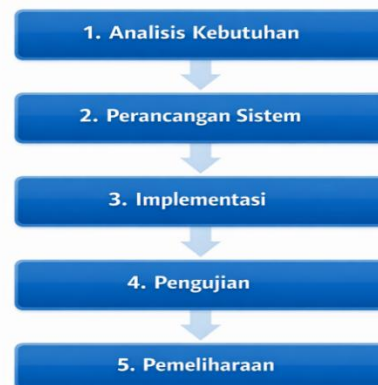 1. Analisis Kebutuhan
2. Perancangan Sistem
3. Implementasi
4. Pengujian
5. Pemeliharaan